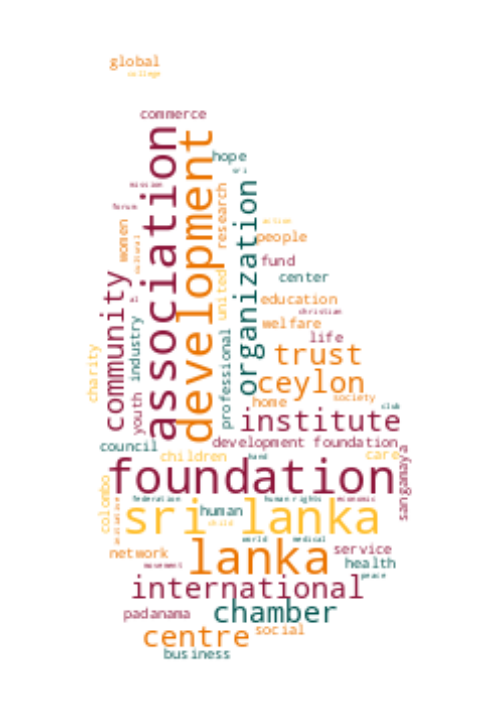 global
college
commerce
association
development
hope
sri
mission
research
organization
forum
women
cultural
action
people
united
fund
community
al
center
education
christian
industry
welfare
professional
life
charity
youth
trust
ceylon
home
society
club
institute
council
development foundation
children
hand
care
sangamaya
foundation
colombo
federation
human rights
economic
sri lanka
human
child
world
medical
lanka
network
service
movement
health
peace
international
padanama
chamber
centre
social
business